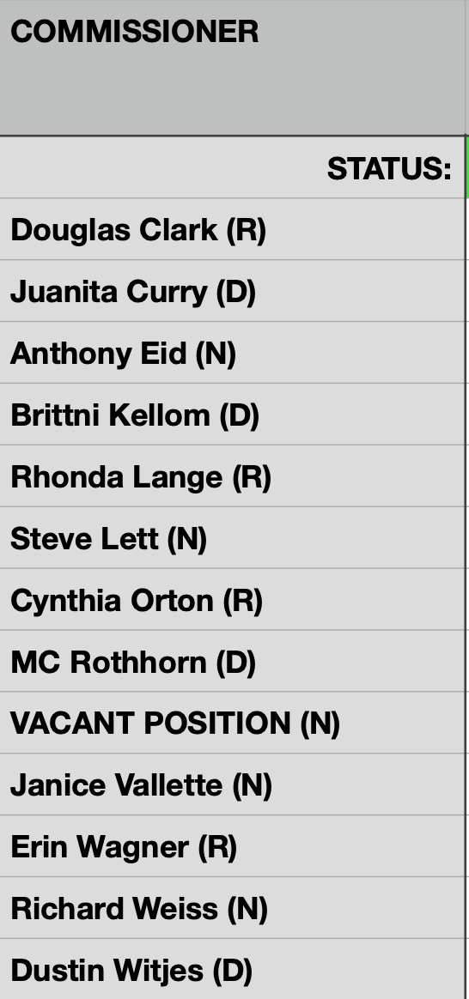 COMMISSIONER
STATUS:
Douglas Clark (R)
Juanita Curry (D)
Anthony Eid (N)
Brittni Kellom (D)
Rhonda Lange (R)
Steve Lett (N)
Cynthia Orton (R)
MC Rothhorn (D)
VACANT POSITION (N)
Janice Vallette (N)
Erin Wagner (R)
Richard Weiss (N)
Dustin Witjes (D)